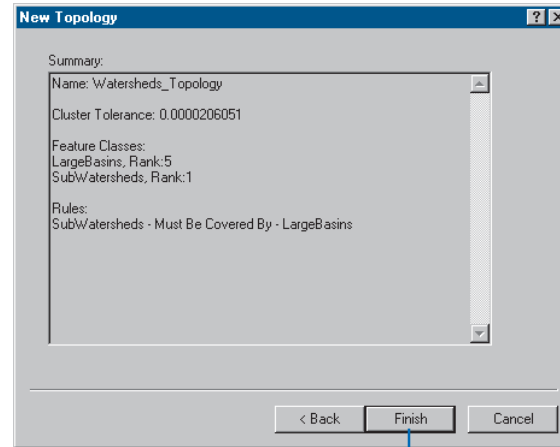 New Topology
Summary:
Name: Watersheds_Topology
Cluster Tolerance: 0.0000206051
Feature Classes:
LargeBasins, Rank:5
SubWatersheds, Rank:1
Rules:
SubWatersheds - Must Be Covered By - LargeBasins
< Back Finish Cancel